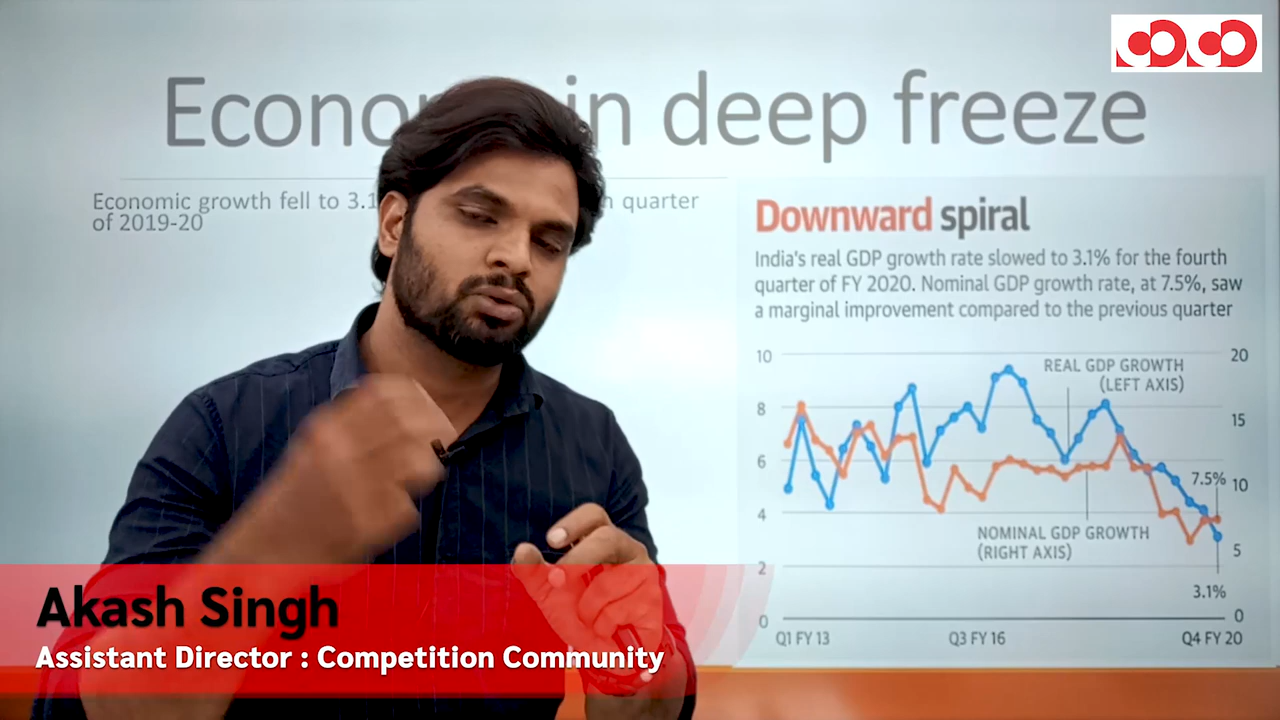 in deep freeze
Economic growth fell to 3.1
quarter
of 2019-20
Downward spiral
India's real GDP growth rate slowed to 3.1% for the fourth
quarter of FY 2020. Nominal GDP growth rate, at 7.5%, saw
a marginal improvement compared to the previous quarter
10
20
REAL GDP GROWTH
(LEFT AXIS)
8
15
6
7.5%
10
4
NOMINAL GDP GROWTH
(RIGHT AXIS)
5
2
3.1%
0
0
Q1 FY 13
Q3 FY 16
Q4 FY 20
Akash Singh
Assistant Director : Competition Community